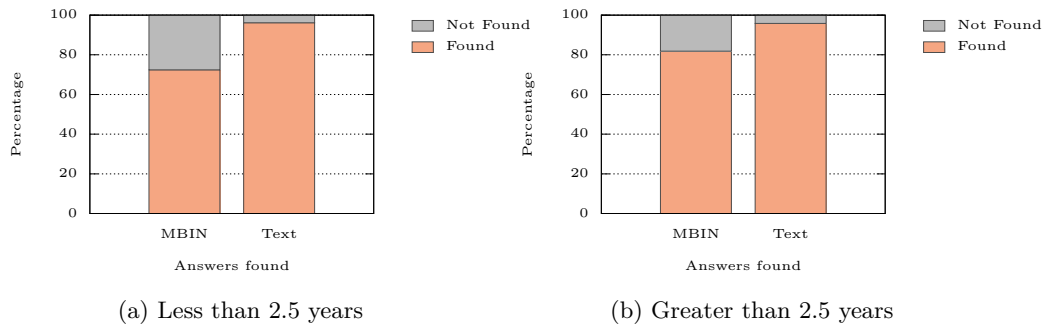 Percentage
100
80
60
40
20
0
MBIN Text
Answers found
Not Found
Found
(a) Less than 2.5 years
Percentage
100
80
60
40
20
0
MBIN Text
Answers found
Not Found
Found
(b) Greater than 2.5 years